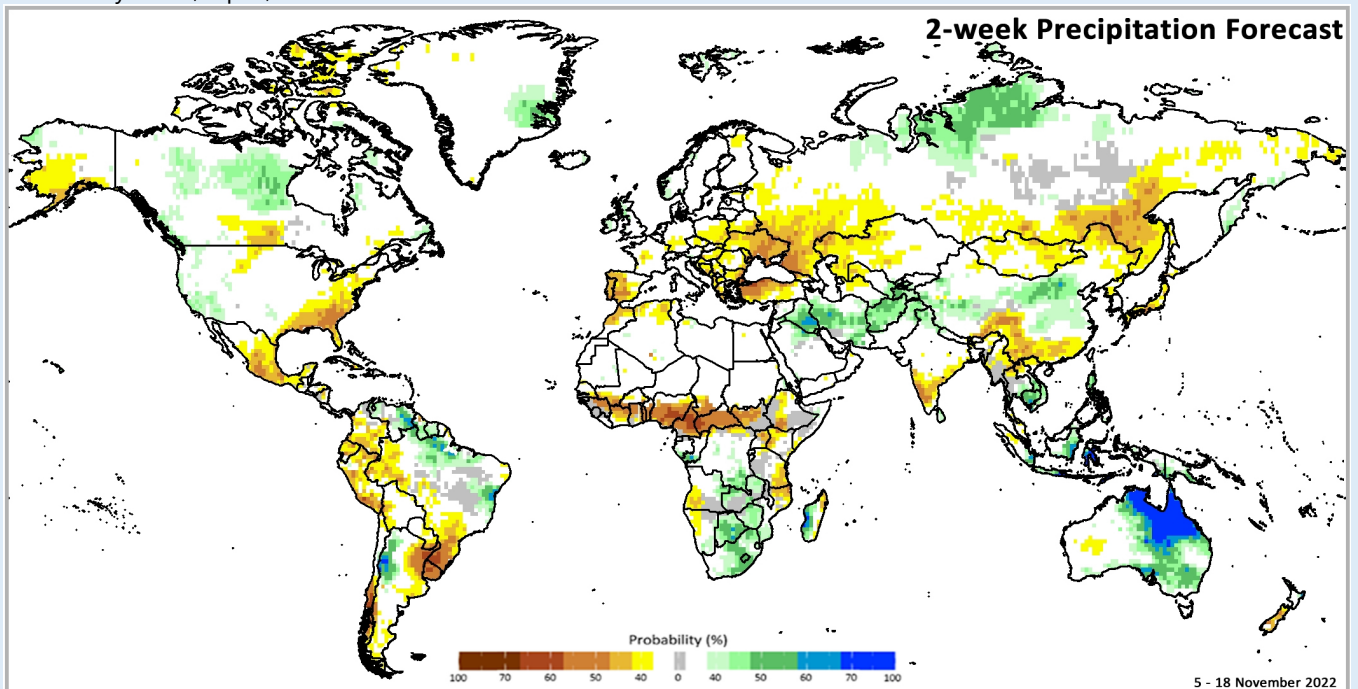 2-week Precipitation Forecast
Probability (%)
100 70 60 50 40 0 40 50 60 70 100
5 - 18 November 2022